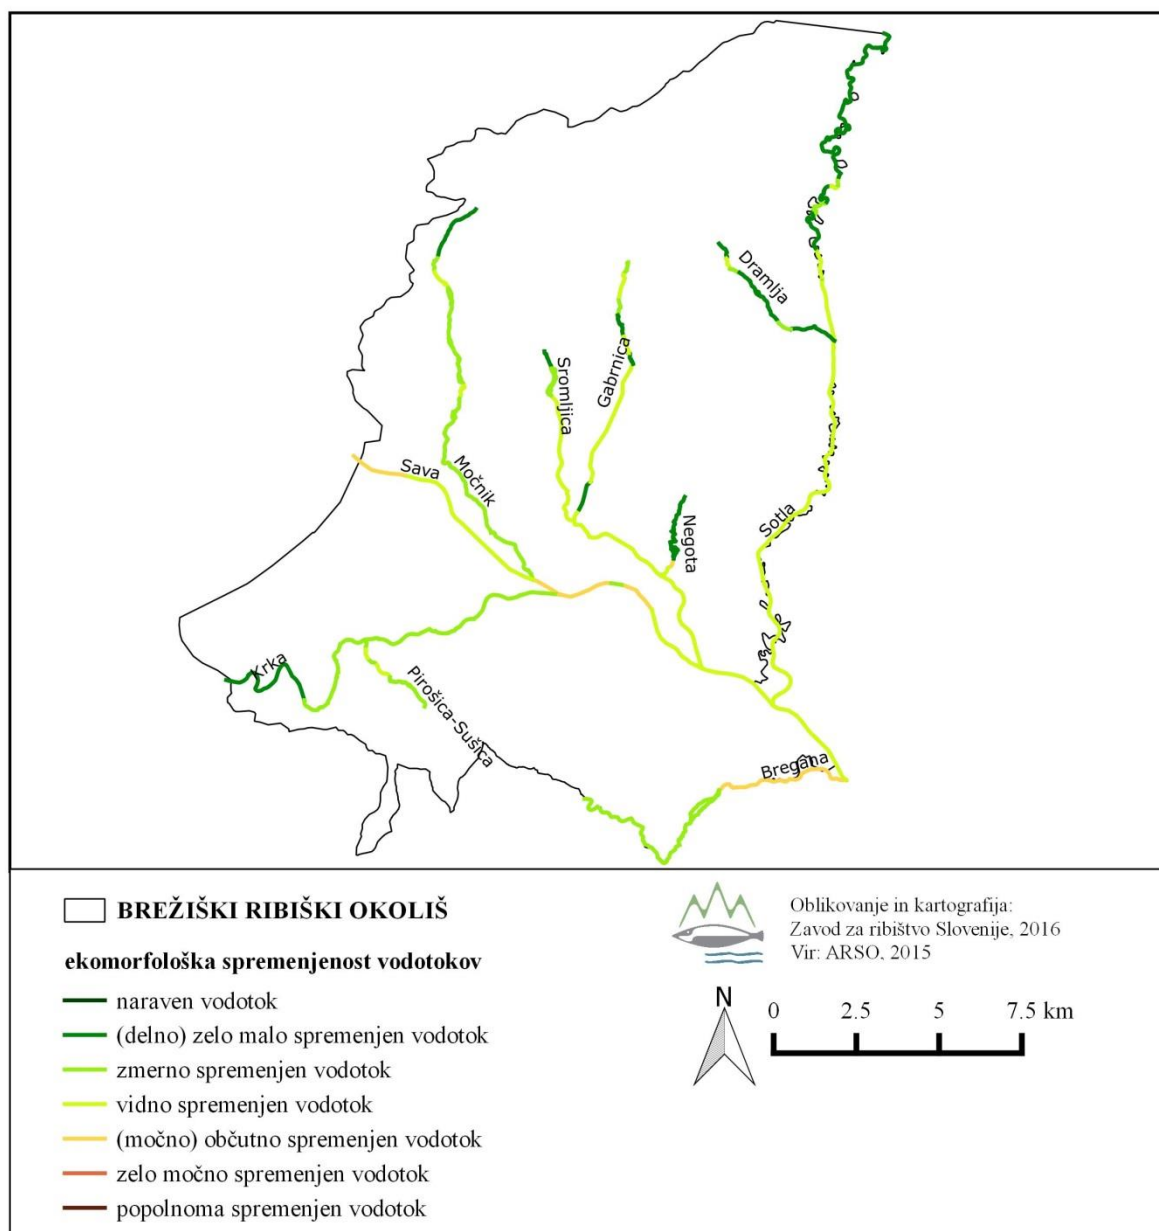 Dramlja
Gabrnica
Sromljica
Močnik
Sava
Negota
Sotla
Krka
Pirošica-Sušica
Bregana
BREŽIŠKI RIBIŠKI OKOLIŠ
ekomorfološka spremenjenost vodotokov
naraven vodotok
(delno) zelo malo spremenjen vodotok
zmerno spremenjen vodotok
vidno spremenjen vodotok
(močno) občutno spremenjen vodotok
zelo močno spremenjen vodotok
popolnoma spremenjen vodotok
Oblikovanje in kartografija:
Zavod za ribištvo Slovenije, 2016
Vir: ARSO, 2015
N
0 2.5 5 7.5 km